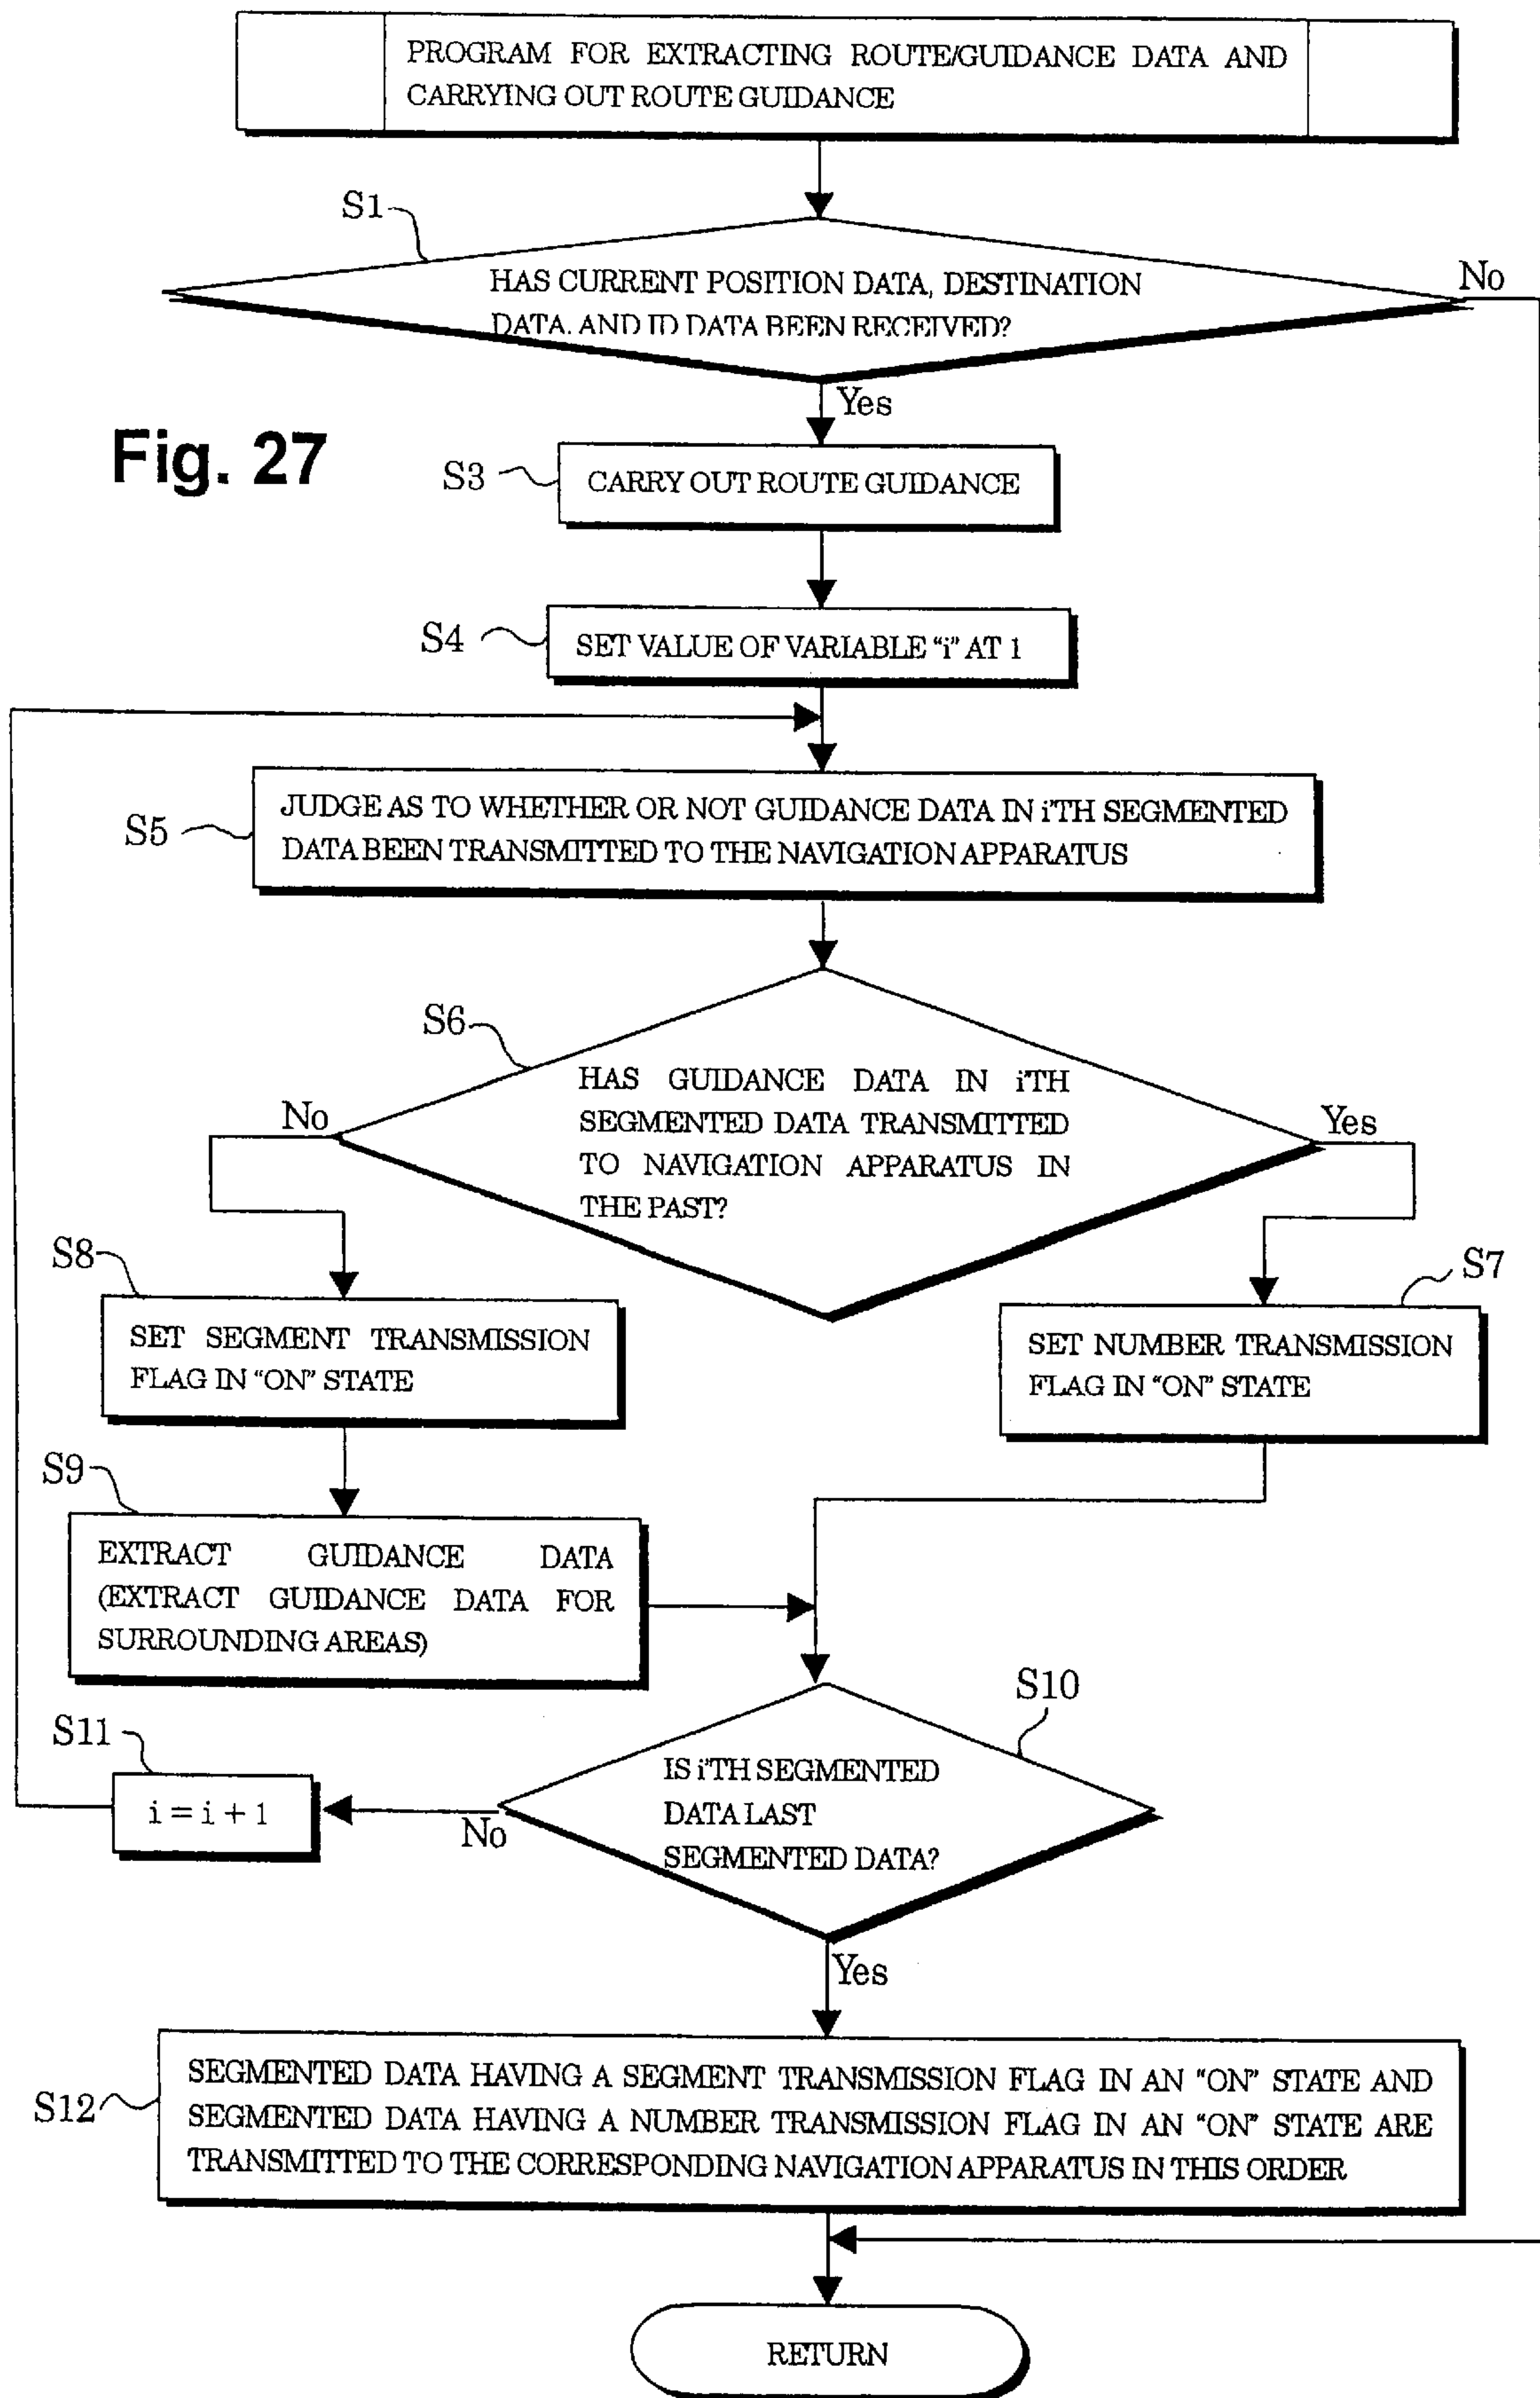 PROGRAM FOR EXTRACTING ROUTE/GUIDANCE DATA AND
CARRYING OUT ROUTE GUIDANCE
S1
HAS CURRENT POSITION DATA, DESTINATION
DATA, AND ID DATA BEEN RECEIVED?
No
Yes
Fig. 27
S3
CARRY OUT ROUTE GUIDANCE
S4
SET VALUE OF VARIABLE "i" AT 1
S5
JUDGE AS TO WHETHER OR NOT GUIDANCE DATA IN i'TH SEGMENTED
DATA BEEN TRANSMITTED TO THE NAVIGATION APPARATUS
S6
HAS GUIDANCE DATA IN i'TH
SEGMENTED DATA TRANSMITTED
TO NAVIGATION APPARATUS IN
THE PAST?
No
Yes
S8
SET SEGMENT TRANSMISSION
FLAG IN "ON" STATE
S7
SET NUMBER TRANSMISSION
FLAG IN "ON" STATE
S9
EXTRACT GUIDANCE DATA
(EXTRACT GUIDANCE DATA FOR
SURROUNDING AREAS)
S10
IS i'TH SEGMENTED
DATA LAST
SEGMENTED DATA?
S11
i = i + 1
No
Yes
S12
SEGMENTED DATA HAVING A SEGMENT TRANSMISSION FLAG IN AN "ON" STATE AND
SEGMENTED DATA HAVING A NUMBER TRANSMISSION FLAG IN AN "ON" STATE ARE
TRANSMITTED TO THE CORRESPONDING NAVIGATION APPARATUS IN THIS ORDER
RETURN